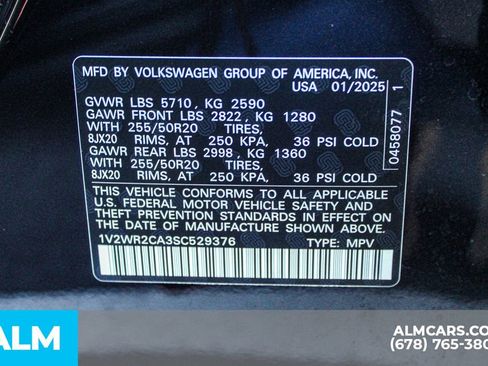 MFD BY VOLKSWAGEN GROUP OF AMERICA, INC.
USA 01/2025
GVWR LBS 5710, KG 2590
GAWR FRONT LBS 2822, KG 1280
WITH 255/50R20 TIRES,
8JX20 RIMS, AT 250 KPA, 36 PSI COLD
GAWR REAR LBS 2998, KG 1360
WITH 255/50R20 TIRES,
8JX20 RIMS, AT 250 KPA, 36 PSI COLD
THIS VEHICLE CONFORMS TO ALL APPLICABLE
U.S. FEDERAL MOTOR VEHICLE SAFETY AND
THEFT PREVENTION STANDARDS IN EFFECT ON
THE DATE OF MANUFACTURE SHOWN ABOVE.
1V2WR2CA3SC529376 TYPE: MPV
0458077 1
ALM
ALMCARS.CO
(678) 765-380